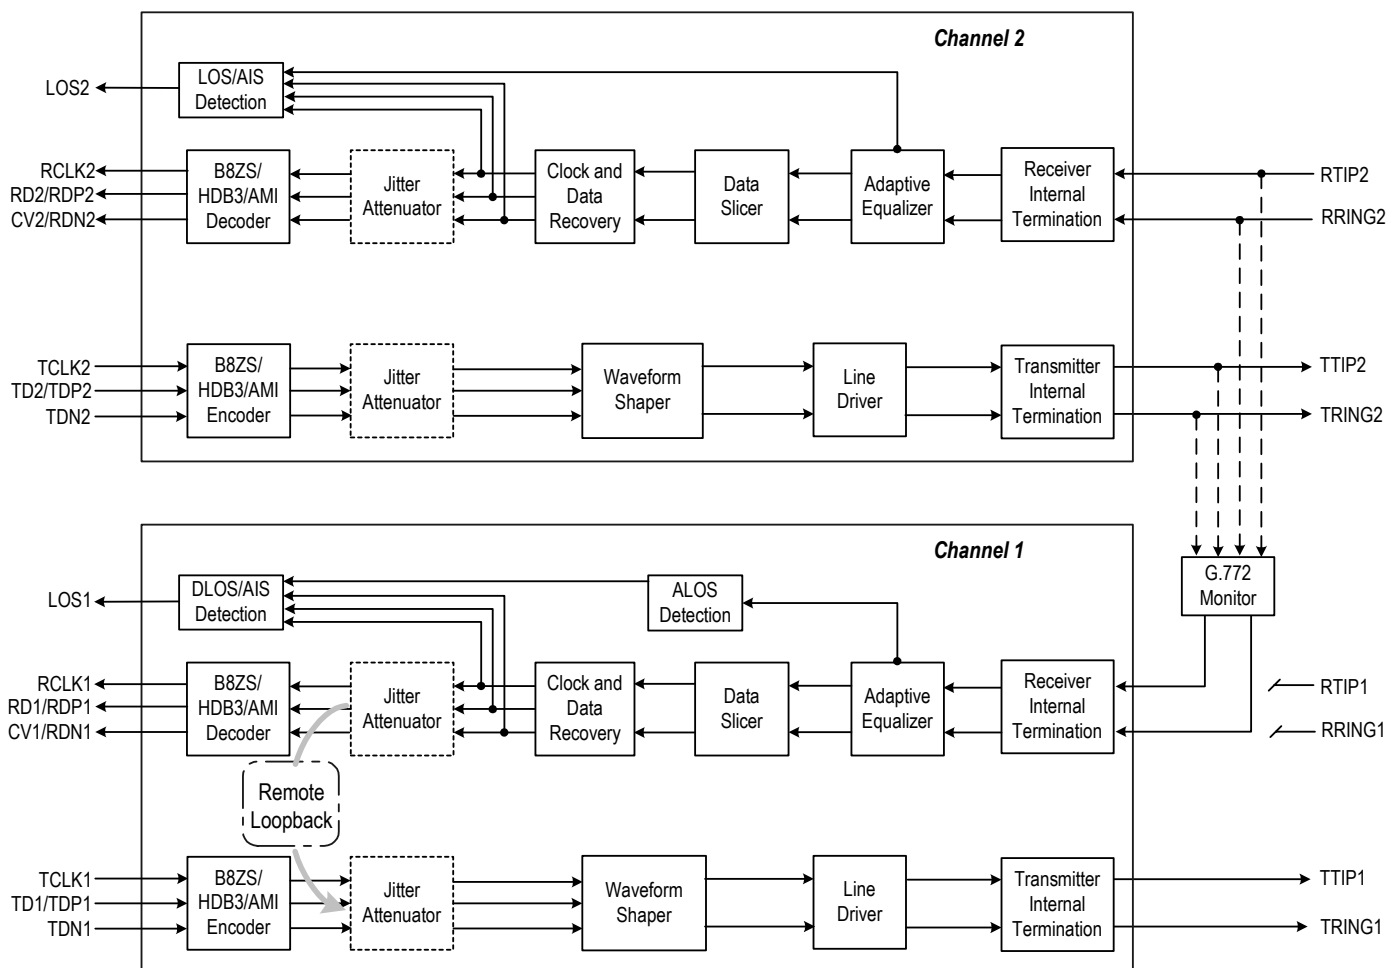 Channel 2
LOS2
LOS/AIS
Detection
RCLK2
RD2/RDP2
CV2/RDN2
B8ZS/
HDB3/AMI
Decoder
Jitter
Attenuator
Clock and
Data
Recovery
Data
Slicer
Adaptive
Equalizer
Receiver
Internal
Termination
RTIP2
RRING2
TCLK2
TD2/TDP2
TDN2
B8ZS/
HDB3/AMI
Encoder
Jitter
Attenuator
Waveform
Shaper
Line
Driver
Transmitter
Internal
Termination
TTIP2
TRING2
Channel 1
G.772
Monitor
LOS1
DLOS/AIS
Detection
ALOS
Detection
RCLK1
RD1/RDP1
CV1/RDN1
B8ZS/
HDB3/AMI
Decoder
Jitter
Attenuator
Clock and
Data
Recovery
Data
Slicer
Adaptive
Equalizer
Receiver
Internal
Termination
RTIP1
RRING1
Remote
Loopback
TCLK1
TD1/TDP1
TDN1
B8ZS/
HDB3/AMI
Encoder
Jitter
Attenuator
Waveform
Shaper
Line
Driver
Transmitter
Internal
Termination
TTIP1
TRING1